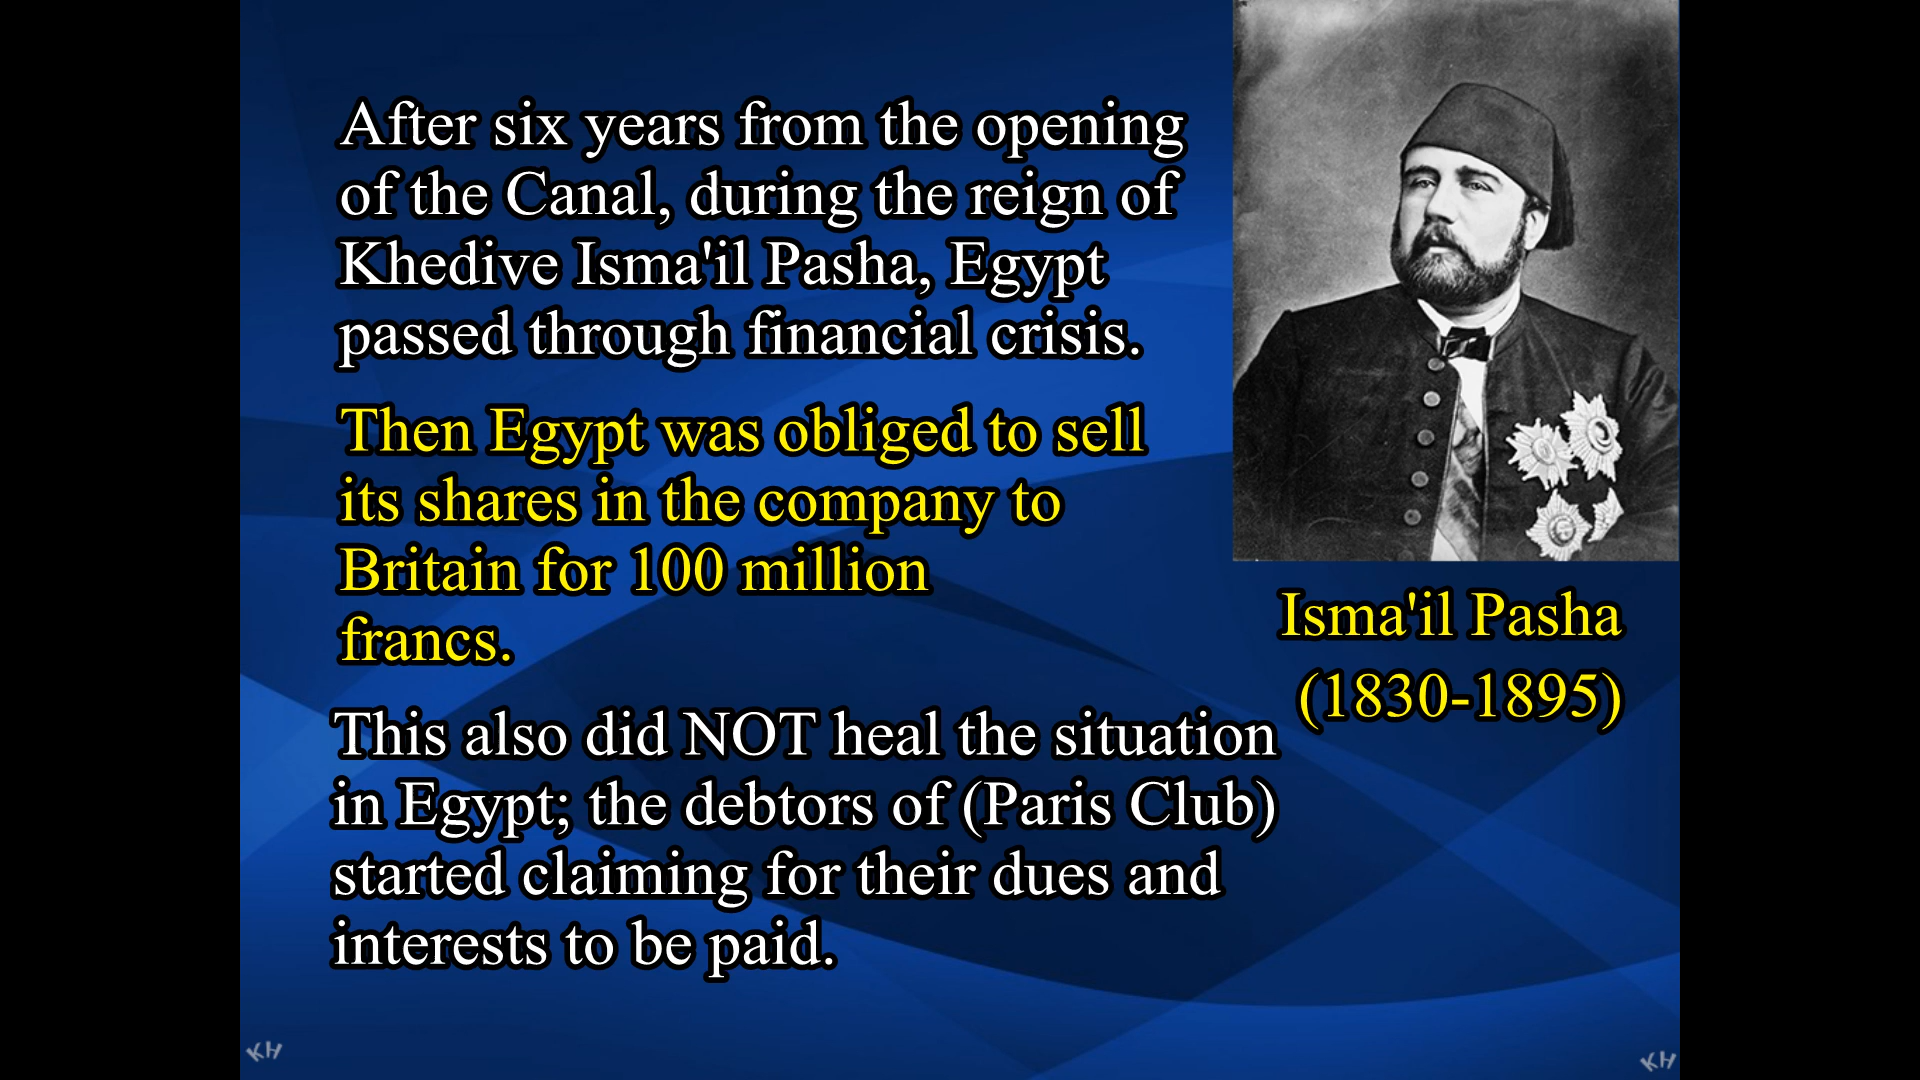 After six years from the opening
of the Canal, during the reign of
Khedive Isma'il Pasha, Egypt
passed through financial crisis.
Then Egypt was obliged to sell
its shares in the company to
Britain for 100 million
francs.
This also did NOT heal the situation
in Egypt; the debtors of (Paris Club)
started claiming for their dues and
interests to be paid.
Isma'il Pasha
(1830-1895)
KH
KH